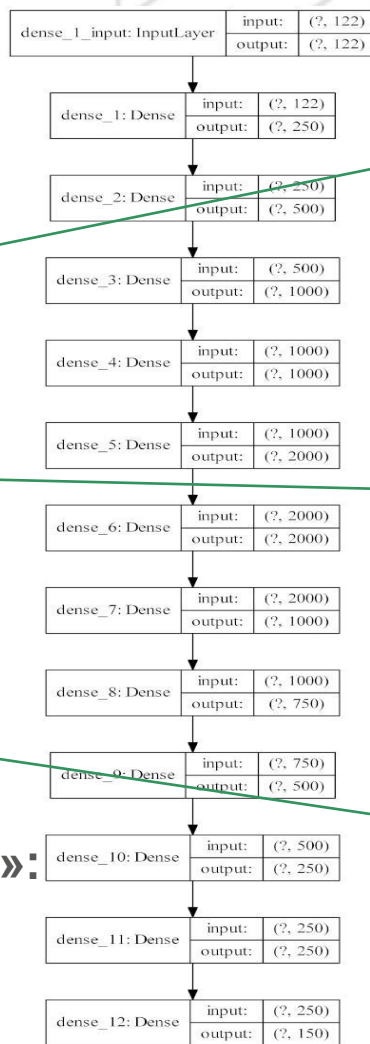 dense_1_input: InputLayer
input: (?, 122)
output: (?, 122)
dense_1: Dense
input: (?, 122)
output: (?, 250)
dense_2: Dense
input: (?, 250)
output: (?, 500)
dense_3: Dense
input: (?, 500)
output: (?, 1000)
dense_4: Dense
input: (?, 1000)
output: (?, 1000)
dense_5: Dense
input: (?, 1000)
output: (?, 2000)
dense_6: Dense
input: (?, 2000)
output: (?, 2000)
dense_7: Dense
input: (?, 2000)
output: (?, 1000)
dense_8: Dense
input: (?, 1000)
output: (?, 750)
dense_9: Dense
input: (?, 750)
output: (?, 500)
»:
dense_10: Dense
input: (?, 500)
output: (?, 250)
dense_11: Dense
input: (?, 250)
output: (?, 250)
dense_12: Dense
input: (?, 250)
output: (?, 150)